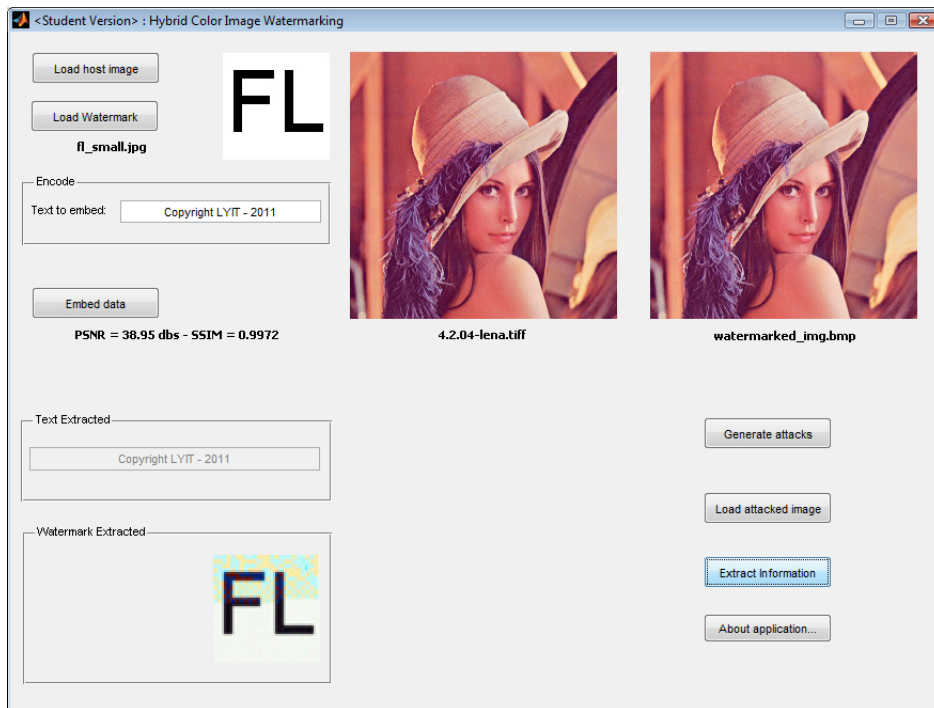 <Student Version> : Hybrid Color Image Watermarking
Load host image
FL
Load Watermark
fl_small.jpg
Encode
Text to embed:
Copyright LYIT - 2011
Embed data
PSNR = 38.95 dbs - SSIM = 0.9972
4.2.04-lena.tiff
watermarked_img.bmp
Text Extracted
Copyright LYIT - 2011
Watermark Extracted
FL
Generate attacks
Load attacked image
Extract Information
About application...